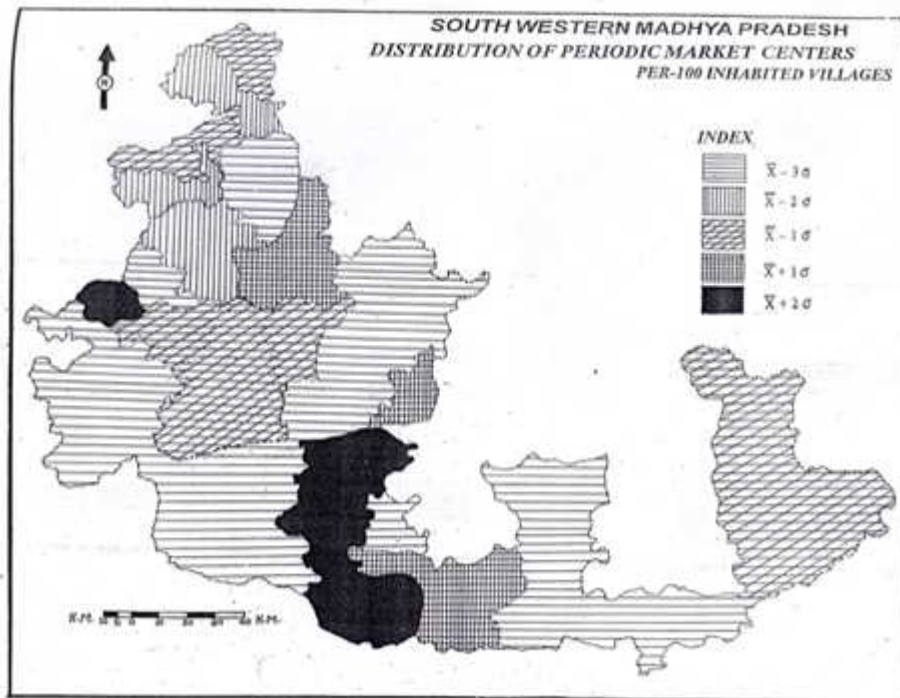 SOUTH WESTERN MADHYA PRADESH
DISTRIBUTION OF PERIODIC MARKET CENTERS
PER-100 INHABITED VILLAGES
N
INDEX
X̅ - 3σ
X̅ - 2σ
X̅ - 1σ
X̅ + 1σ
X̅ + 2σ
K.M. K.M.